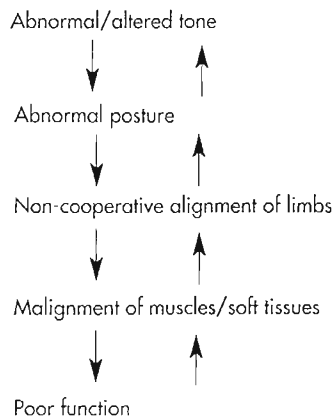 Abnormal/altered tone
Abnormal posture
Non-cooperative alignment of limbs
Malignment of muscles/soft tissues
Poor function